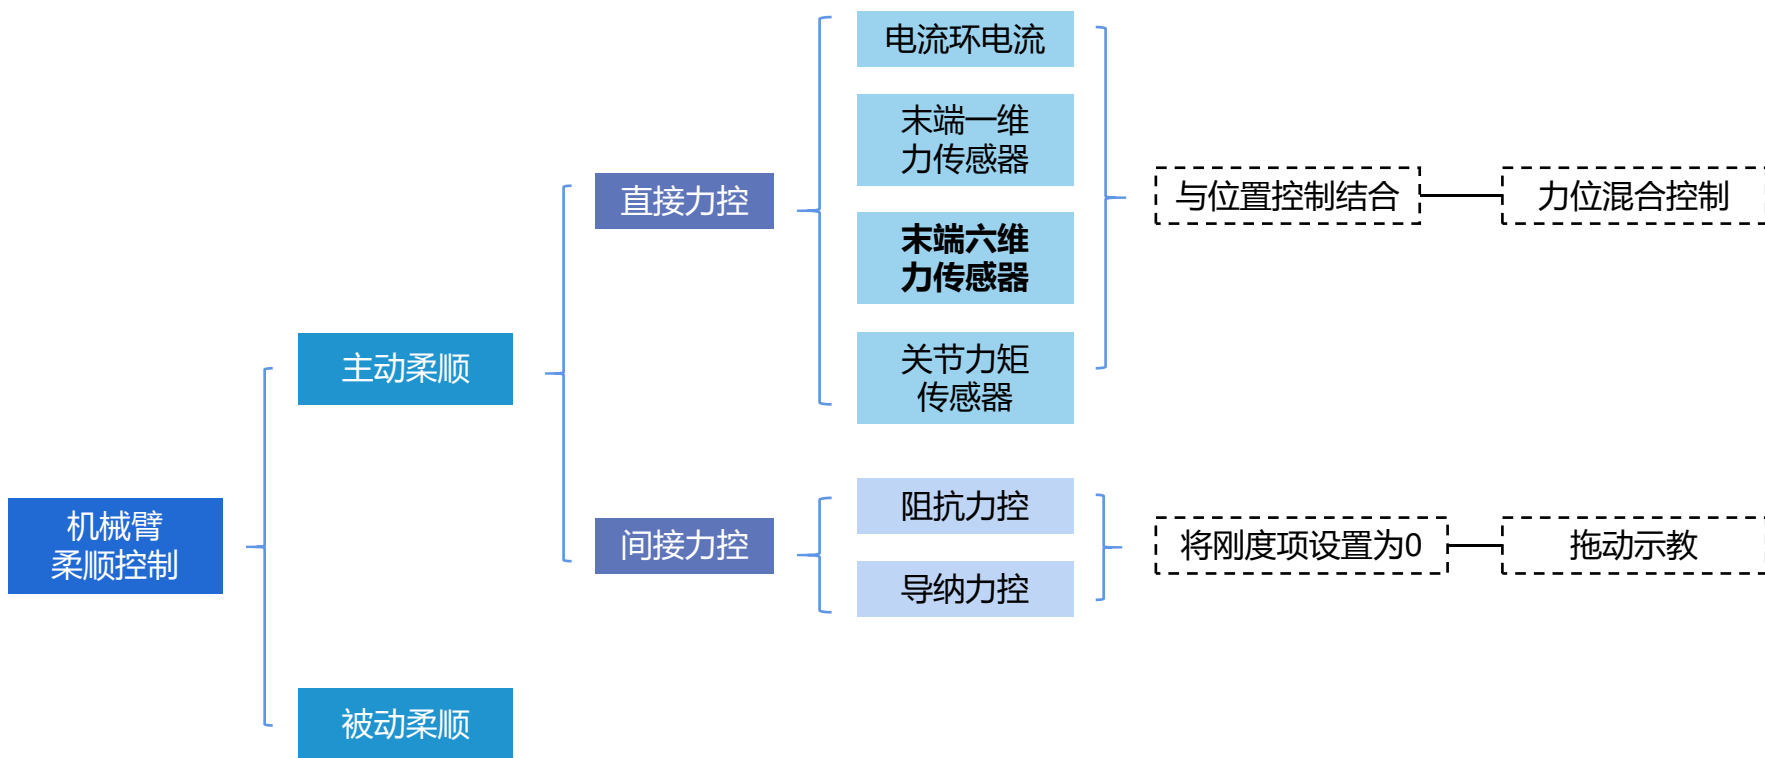 机械臂
柔顺控制
主动柔顺
被动柔顺
直接力控
间接力控
电流环电流
末端一维
力传感器
末端六维
力传感器
关节力矩
传感器
阻抗力控
导纳力控
与位置控制结合
力位混合控制
将刚度项设置为0
拖动示教